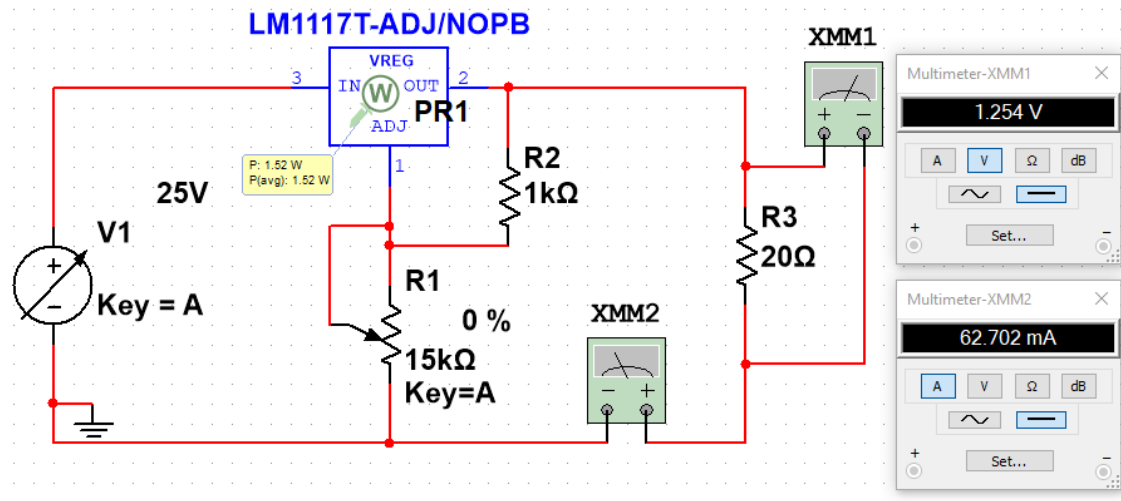 LM1117T-ADJ/NOPB
VREG
3
IN
W
OUT
2
PR1
ADJ
1
P: 1.52 W
P(avg): 1.52 W
25V
V1
+
−
Key = A
R2
1kΩ
R1
0 %
15kΩ
Key=A
R3
20Ω
XMM1
+ −
XMM2
− +
Multimeter-XMM1
1.254 V
A V Ω dB
+
Set...
−
Multimeter-XMM2
62.702 mA
A V Ω dB
+
Set...
−